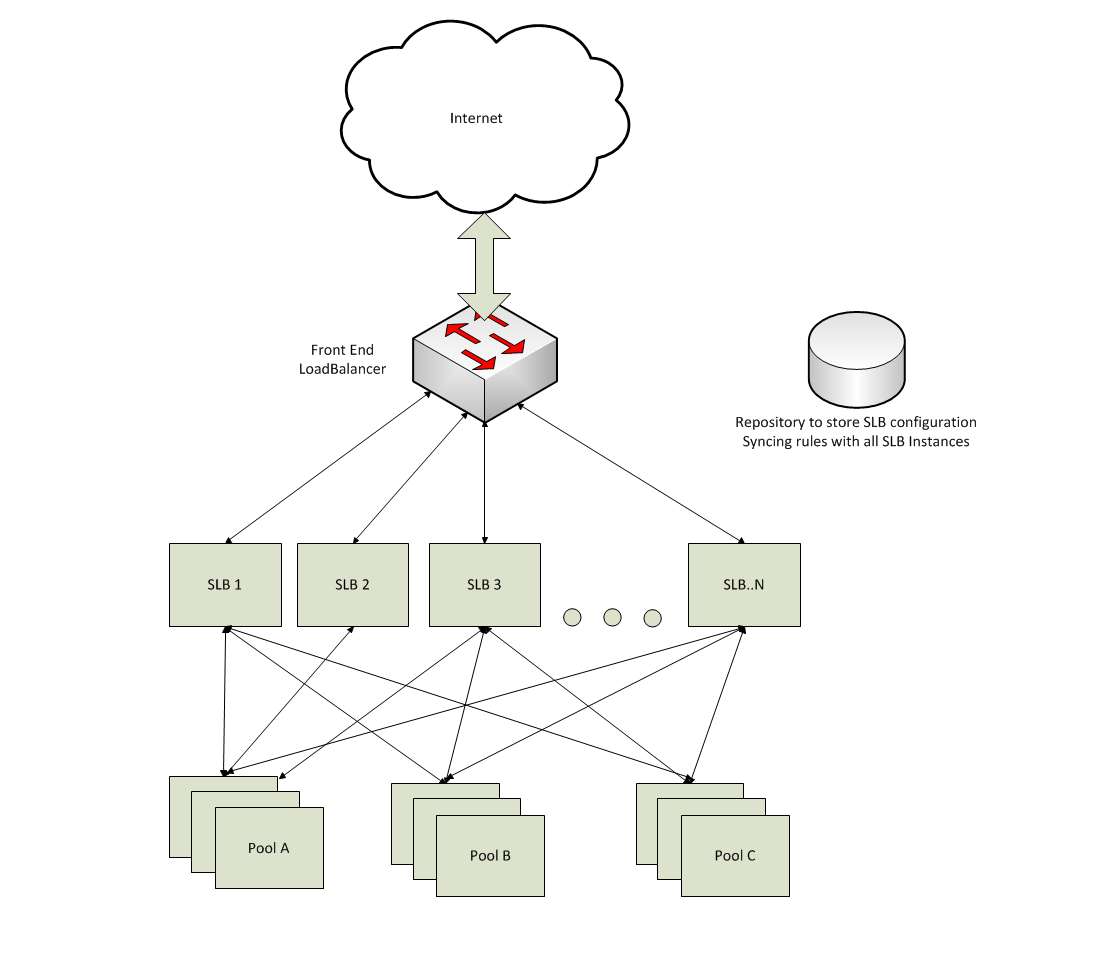 Internet
Front End
LoadBalancer
Repository to store SLB configuration
Syncing rules with all SLB Instances
SLB 1
SLB 2
SLB 3
SLB..N
Pool A
Pool B
Pool C